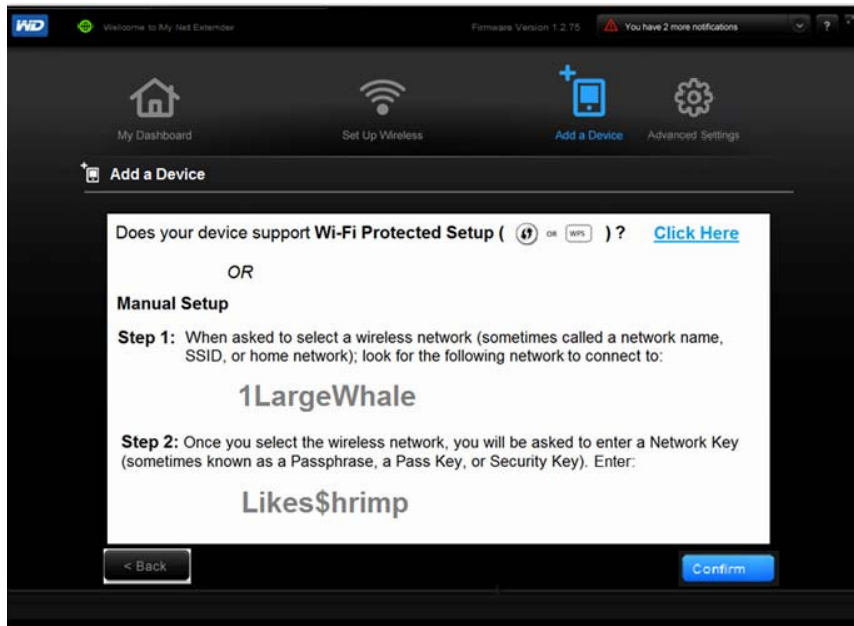 WD Welcome to My Net Extender Firmware Version 1.2.75 You have 2 more notifications ?
My Dashboard Set Up Wireless Add a Device Advanced Settings
Add a Device
Does your device support Wi-Fi Protected Setup ( OR WPS ) ? Click Here
OR
Manual Setup
Step 1: When asked to select a wireless network (sometimes called a network name,
SSID, or home network); look for the following network to connect to:
1LargeWhale
Step 2: Once you select the wireless network, you will be asked to enter a Network Key
(sometimes known as a Passphrase, a Pass Key, or Security Key). Enter:
Likes$hrimp
< Back Confirm